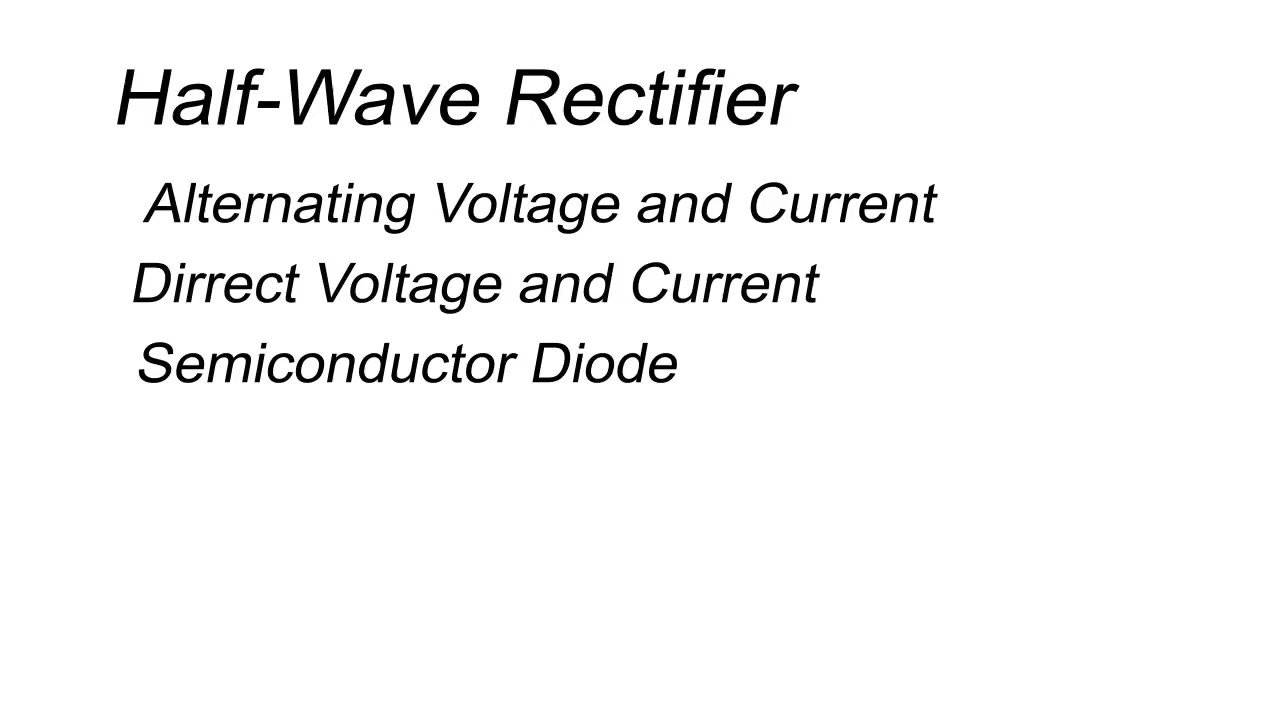 Half-Wave Rectifier
Alternating Voltage and Current
Dirrect Voltage and Current
Semiconductor Diode